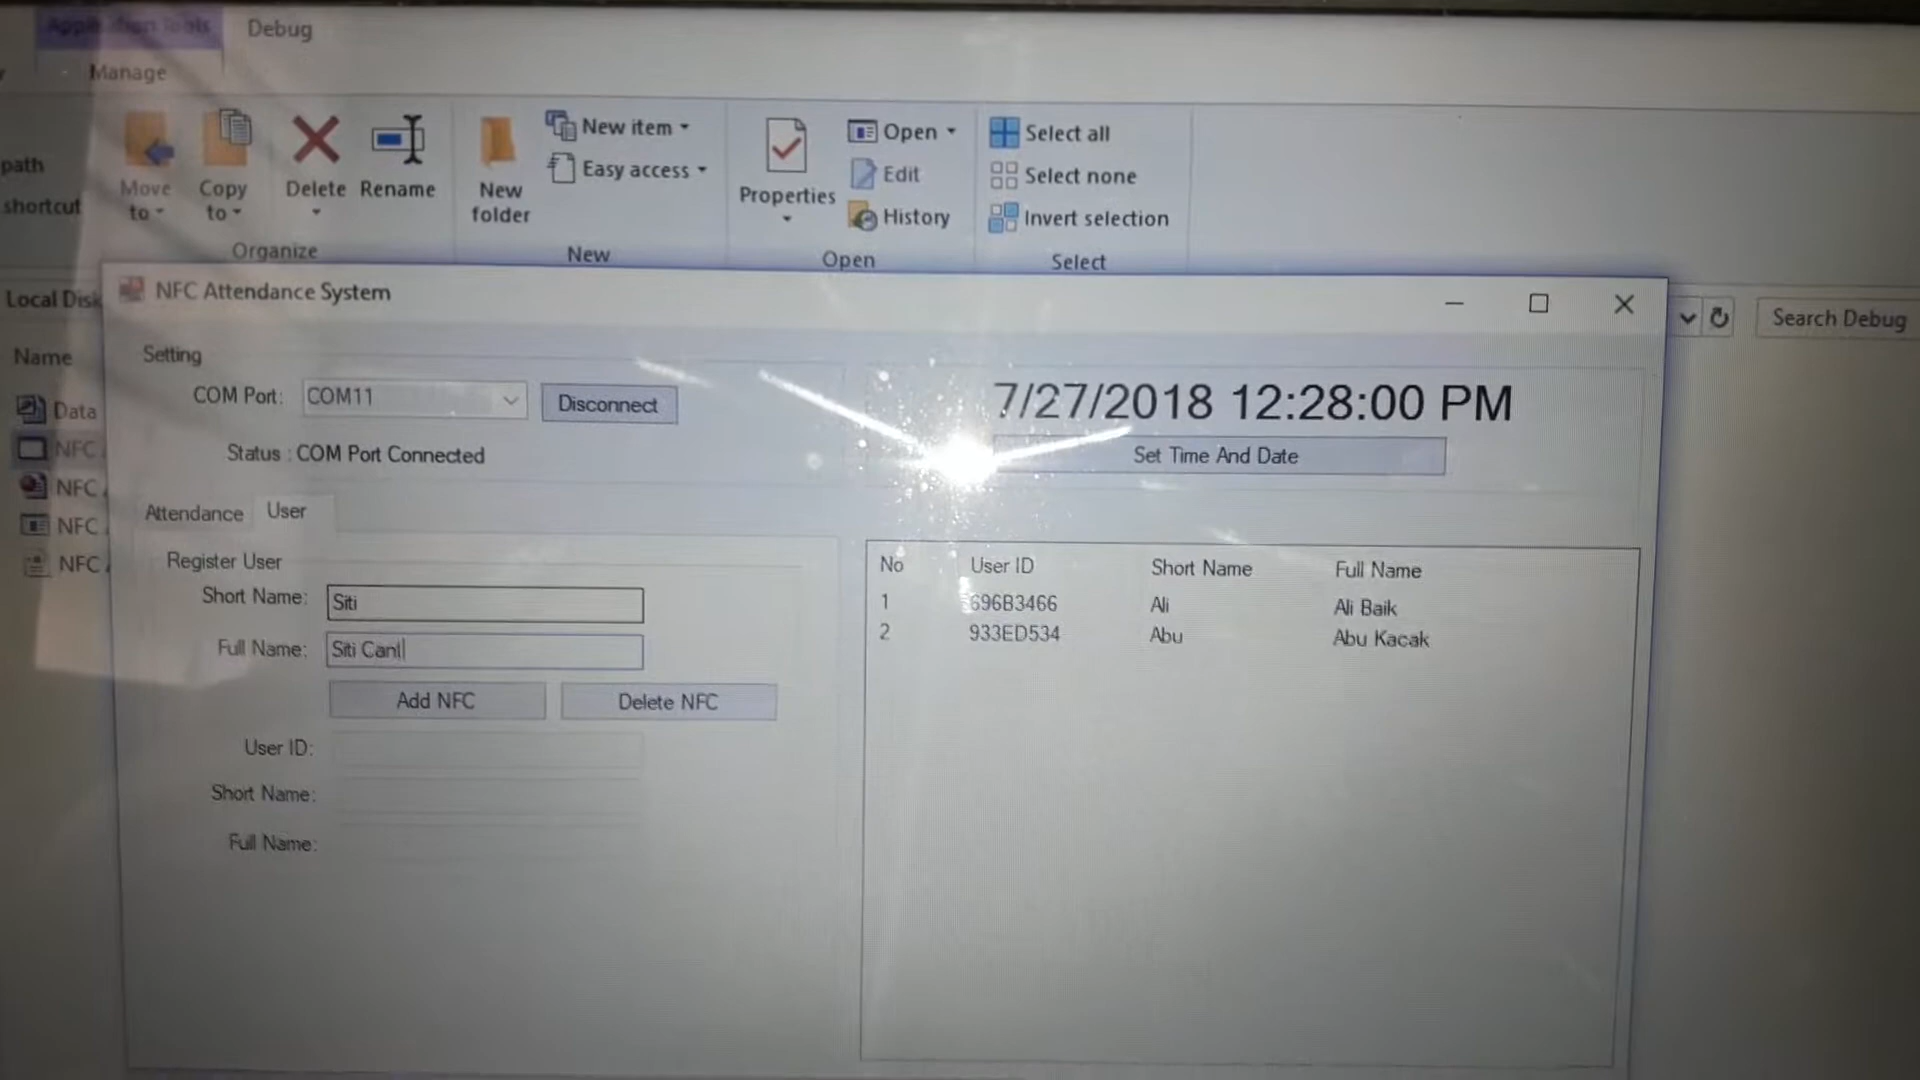 Application Tools
Debug
Manage
path
shortcut
Move to
Copy to
Delete
Rename
Organize
New folder
New item
Easy access
New
Properties
Open
Edit
History
Open
Select all
Select none
Invert selection
Select
Local Disk
Search Debug
Name
Data
NFC
NFC
NFC
NFC
NFC Attendance System
Setting
COM Port: COM11
Disconnect
Status : COM Port Connected
7/27/2018 12:28:00 PM
Set Time And Date
Attendance User
Register User
Short Name: Siti
Full Name: Siti Canl
Add NFC
Delete NFC
User ID:
Short Name:
Full Name:
No User ID Short Name Full Name
1 696B3466 Ali Ali Baik
2 933ED534 Abu Abu Kacak